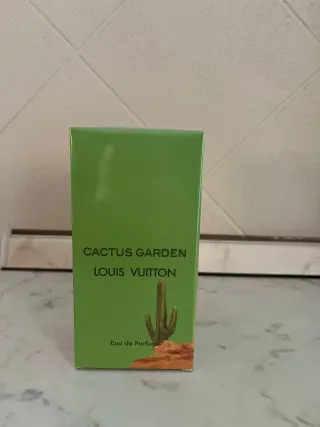 CACTUS GARDEN
LOUIS VUITTON
Eau de Parfum